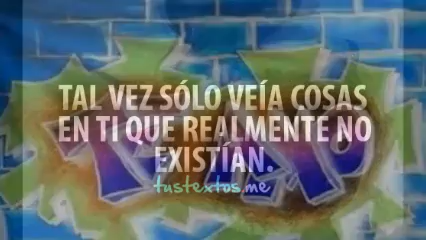 TAL VEZ SÓLO VEÍA COSAS
EN TI QUE REALMENTE NO
EXISTÍAN.
tustextos.me